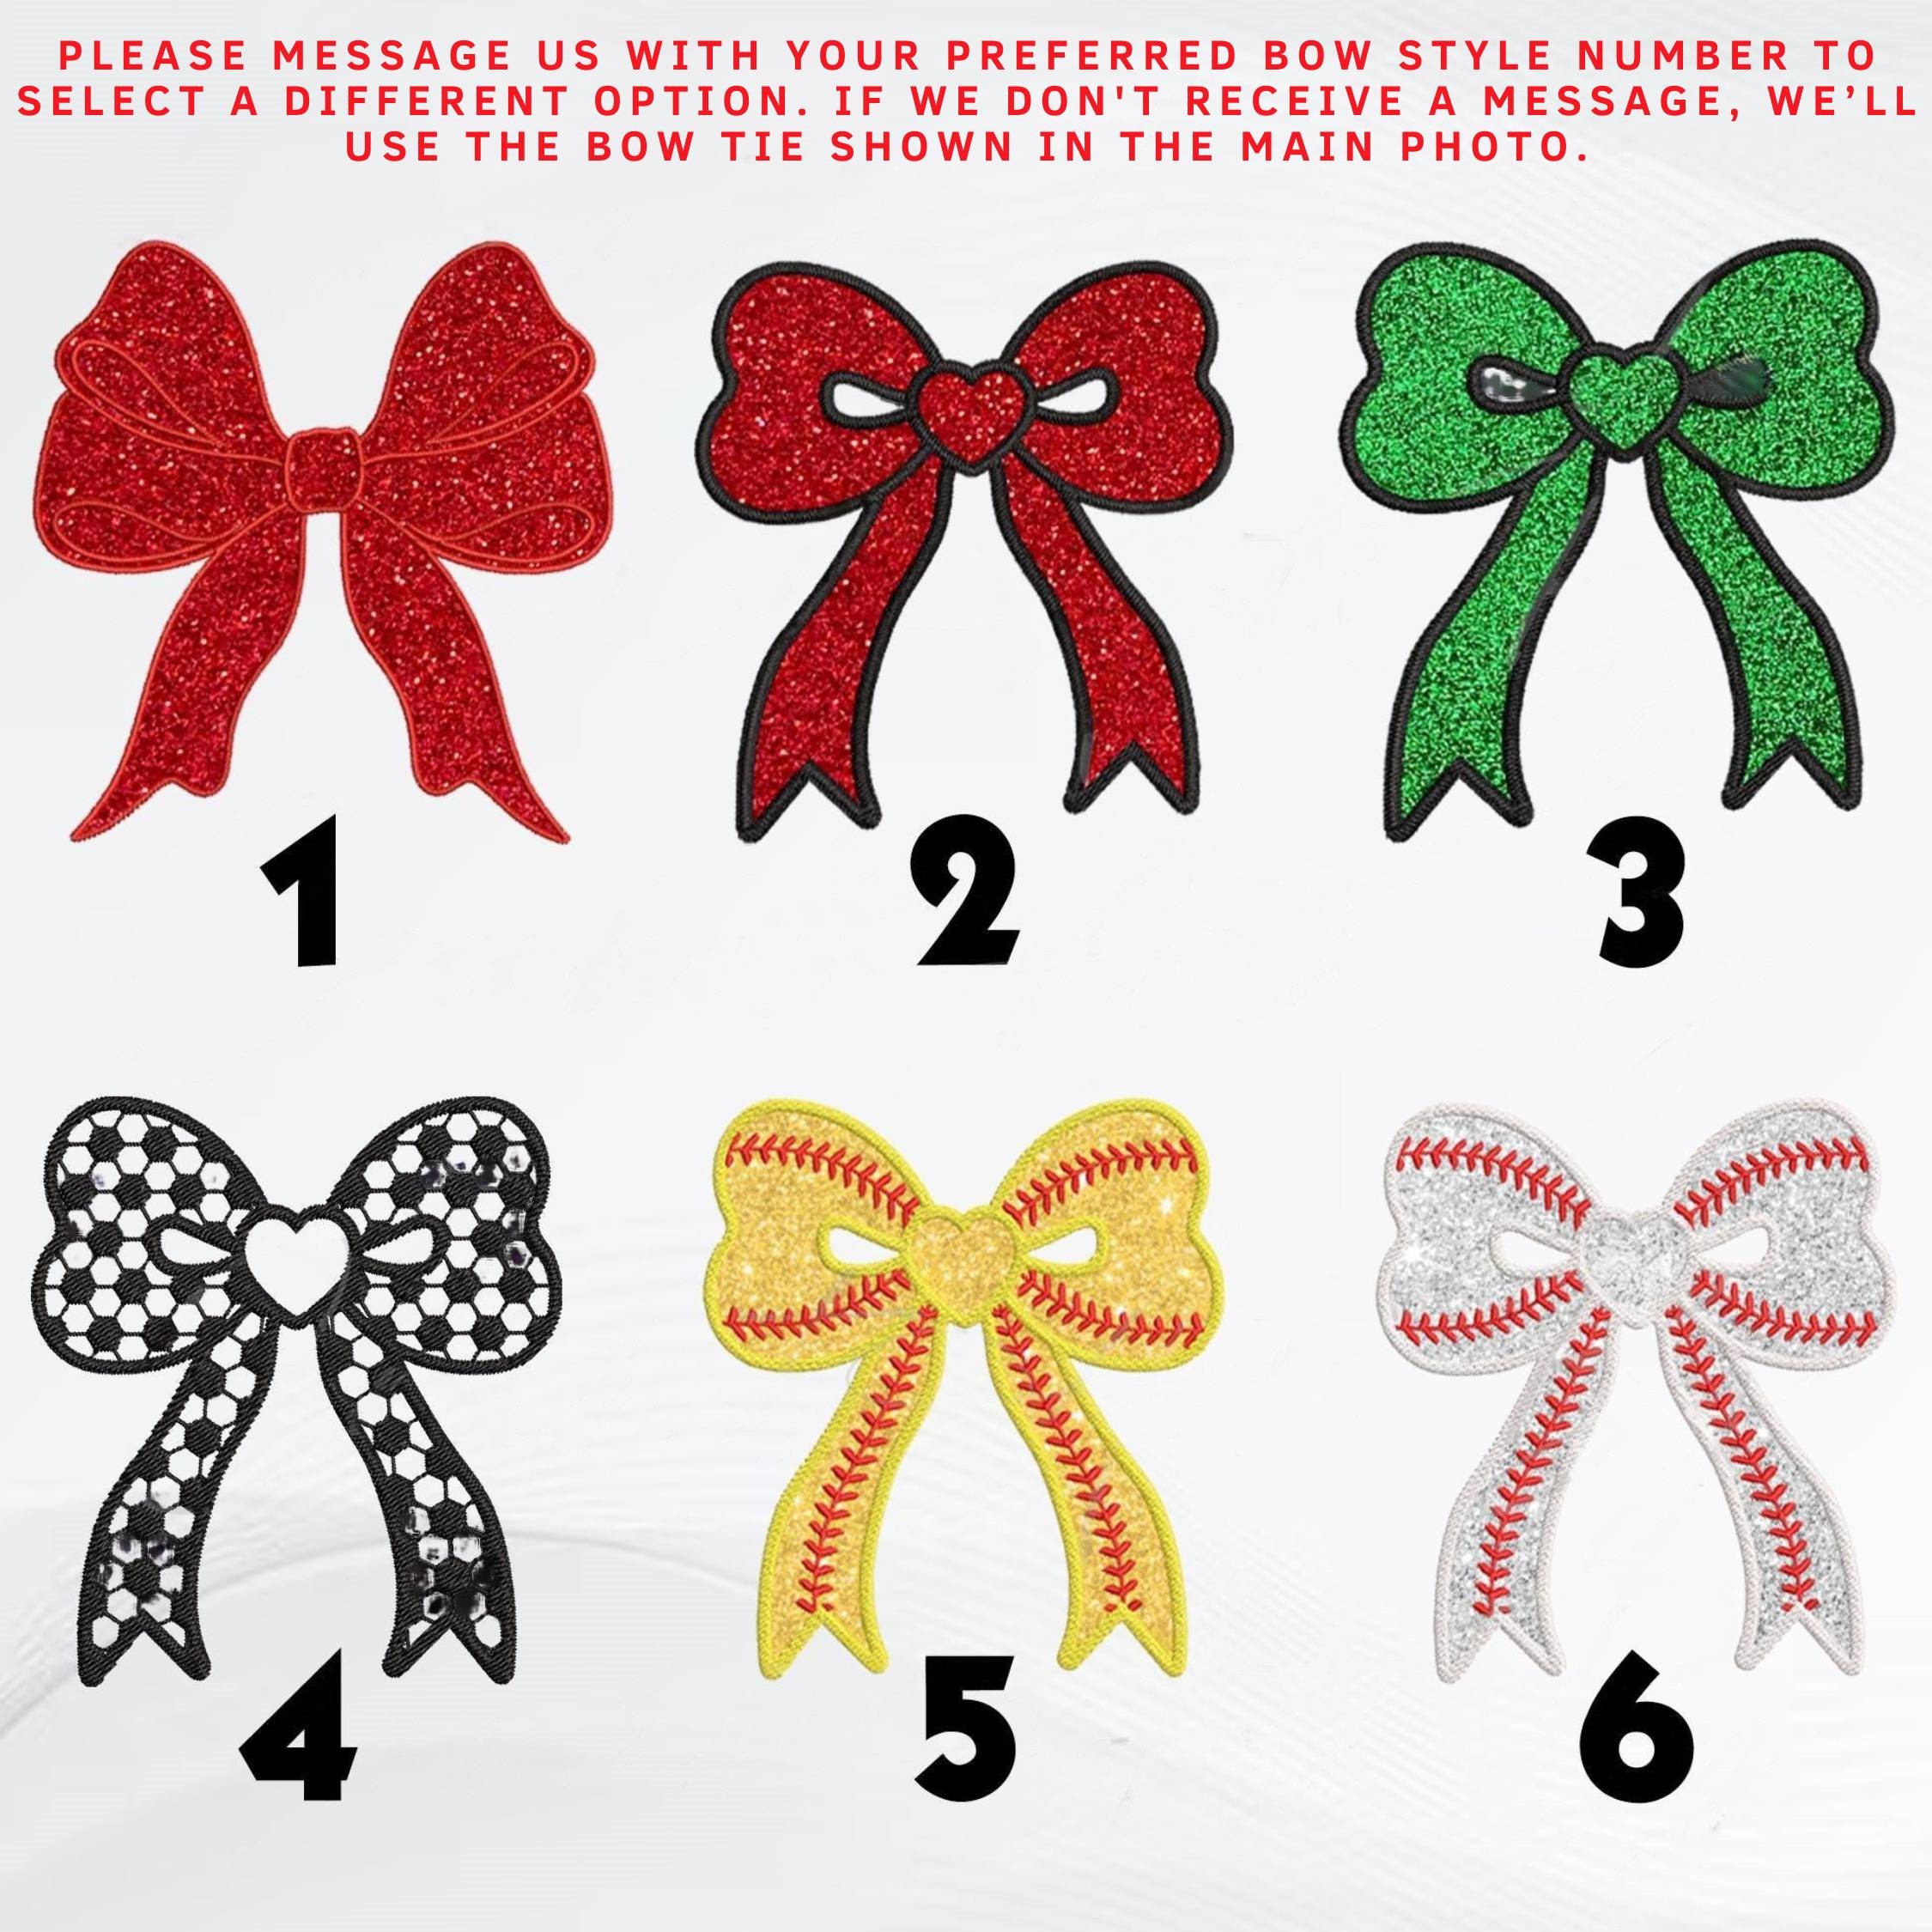 PLEASE MESSAGE US WITH YOUR PREFERRED BOW STYLE NUMBER TO
SELECT A DIFFERENT OPTION. IF WE DON'T RECEIVE A MESSAGE, WE’LL
USE THE BOW TIE SHOWN IN THE MAIN PHOTO.
1
2
3
4
5
6